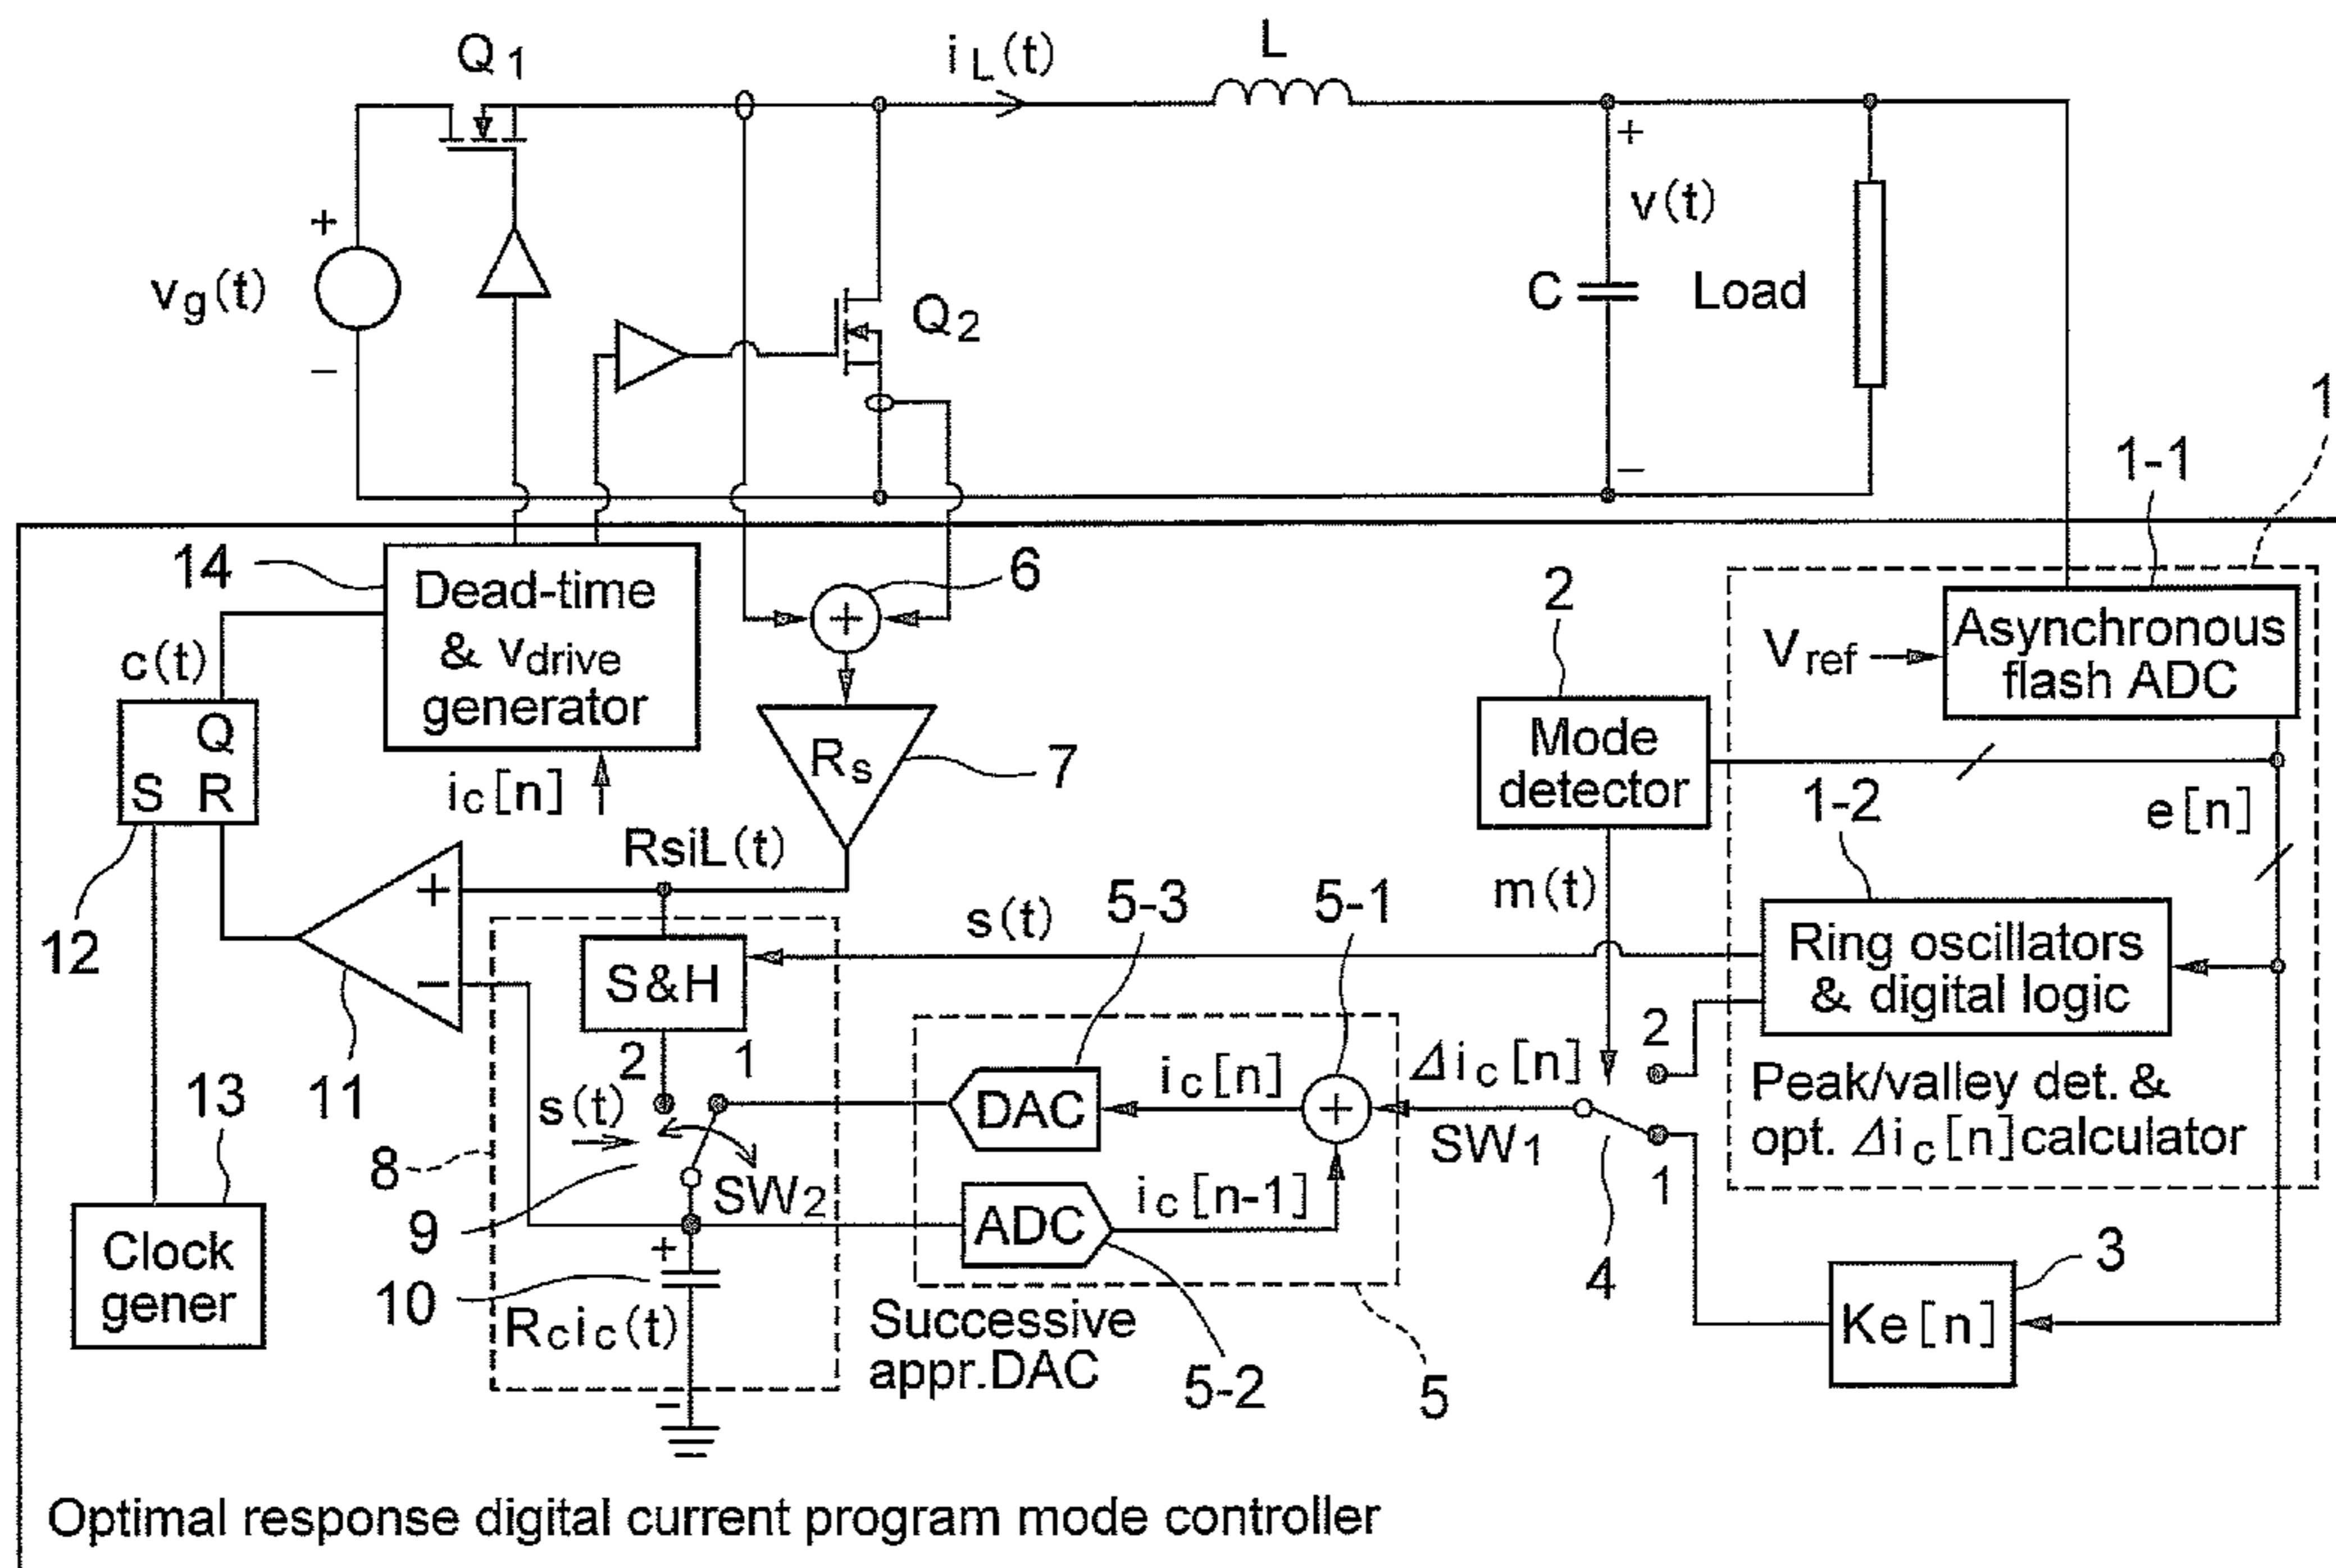 Q1
iL(t)
L
+
vg(t)
−
Q2
+
v(t)
C
Load
−
1
1-1
14
Dead-time
& vdrive
generator
6
2
Vref
Asynchronous
flash ADC
c(t)
Q
S R
ic[n]
Rs
7
Mode
detector
1-2
e[n]
RsiL(t)
+
−
12
11
S&H
s(t)
5-3
5-1
m(t)
Ring oscillators
& digital logic
2
1
s(t)
13
8
9
SW2
DAC
ic[n]
+
Δic[n]
SW1
2
1
Peak/valley det. &
opt. Δic[n]calculator
ADC
ic[n-1]
4
Clock
gener
10
+
Rcic(t)
−
Successive
appr.DAC
5-2
5
3
Ke[n]
Optimal response digital current program mode controller